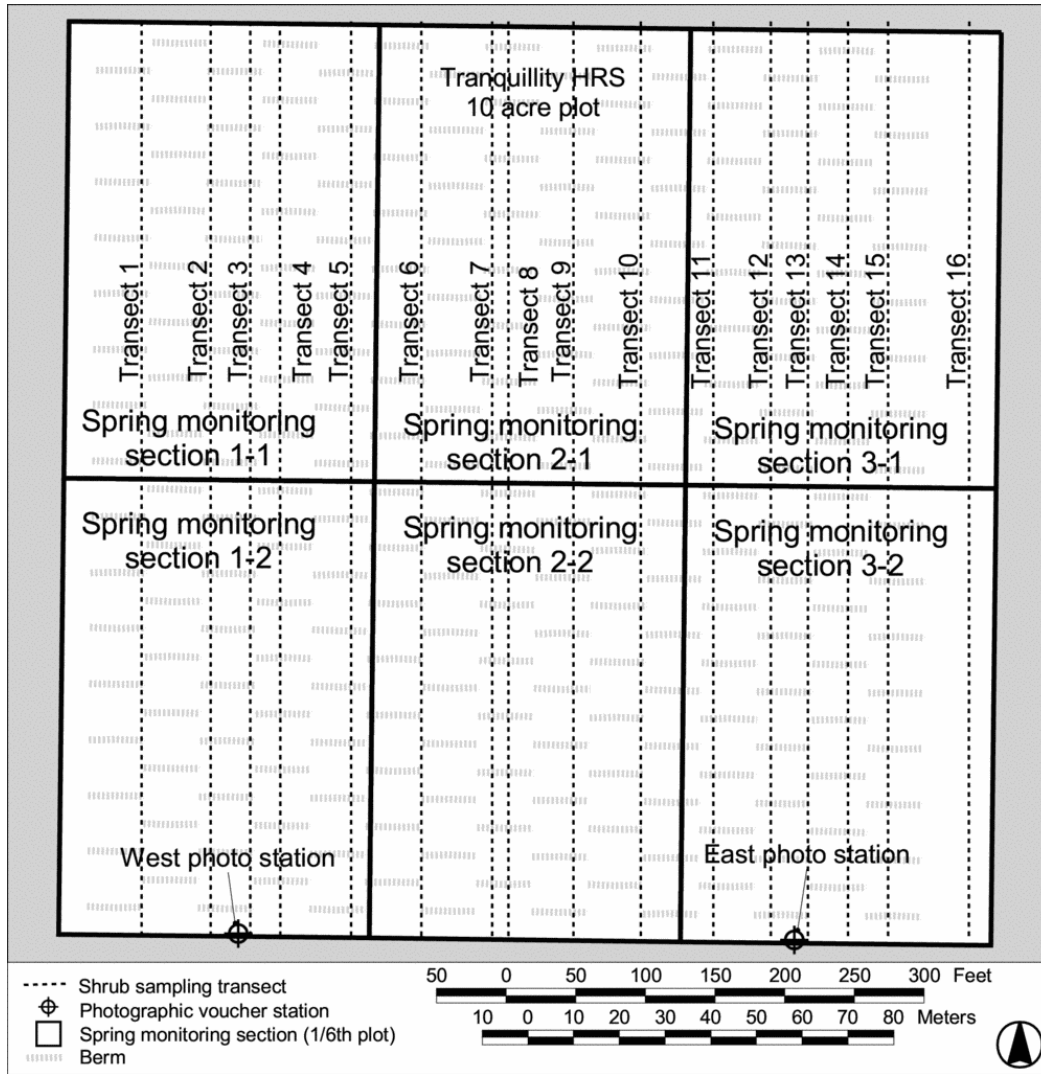 Tranquillity HRS
10 acre plot
Transect 1
Transect 2
Transect 3
Transect 4
Transect 5
Transect 6
Transect 7
Transect 8
Transect 9
Transect 10
Transect 11
Transect 12
Transect 13
Transect 14
Transect 15
Transect 16
Spring monitoring
section 1-1
Spring monitoring
section 2-1
Spring monitoring
section 3-1
Spring monitoring
section 1-2
Spring monitoring
section 2-2
Spring monitoring
section 3-2
West photo station
East photo station
Shrub sampling transect
Photographic voucher station
Spring monitoring section (1/6th plot)
Berm
50 0 50 100 150 200 250 300 Feet
10 0 10 20 30 40 50 60 70 80 Meters